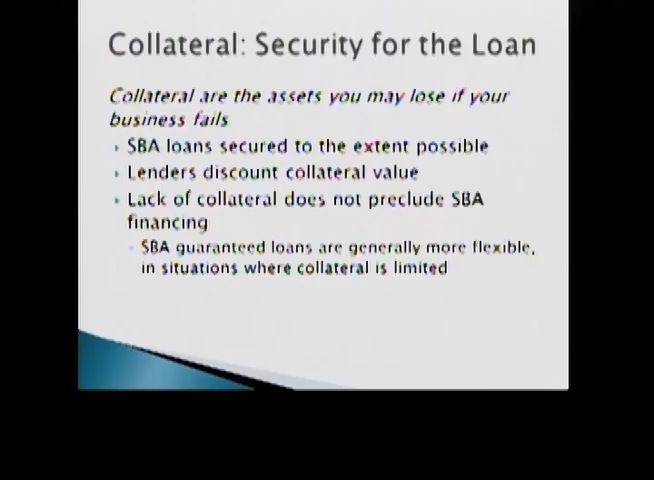 Collateral: Security for the Loan
Collateral are the assets you may lose if your
business fails
SBA loans secured to the extent possible
Lenders discount collateral value
Lack of collateral does not preclude SBA
financing
SBA guaranteed loans are generally more flexible,
in situations where collateral is limited